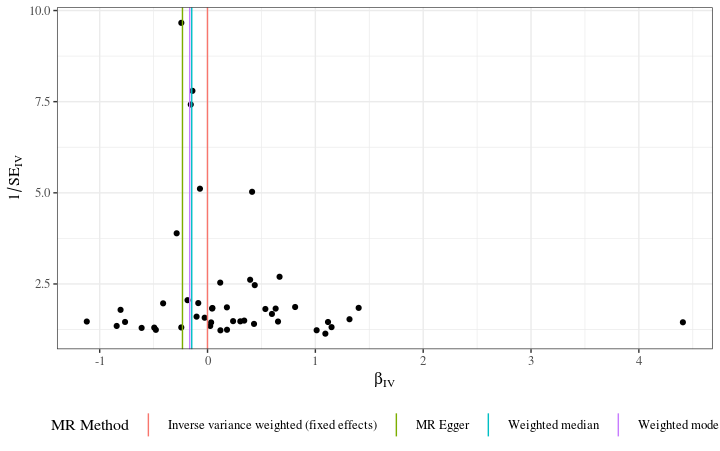 10.0
7.5
5.0
2.5
1/SE_IV
-1 0 1 2 3 4
β_IV
MR Method Inverse variance weighted (fixed effects) MR Egger Weighted median Weighted mode